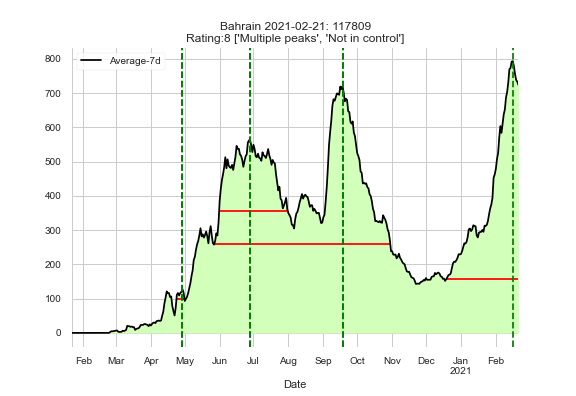 Bahrain 2021-02-21: 117809
Rating:8 ['Multiple peaks', 'Not in control']
Average-7d
800
700
600
500
400
300
200
100
0
Feb Mar Apr May Jun Jul Aug Sep Oct Nov Dec Jan Feb
2021
Date